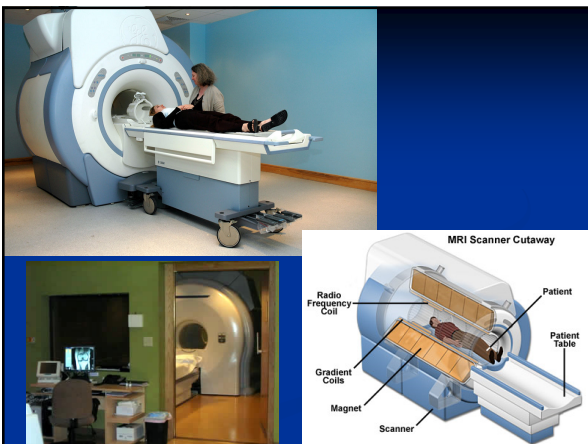 MRI Scanner Cutaway
Radio
Frequency
Coil
Patient
Patient
Table
Gradient
Coils
Magnet
Scanner